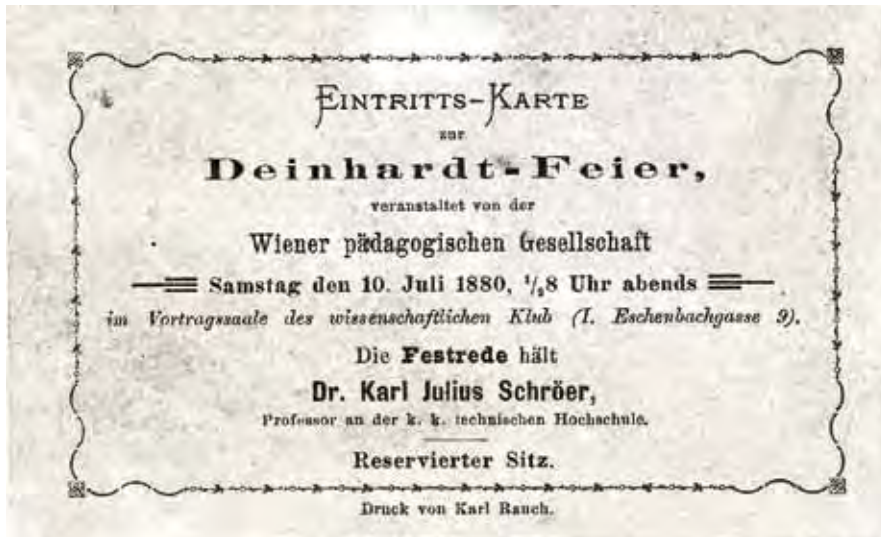 EINTRITTS-KARTE
zur
Deinhardt-Feier,
veranstaltet von der
Wiener pädagogischen Gesellschaft
Samstag den 10. Juli 1880, ½8 Uhr abends
im Vortragssaale des wissenschaftlichen Klub (I. Eschenbachgasse 9).
Die Festrede hält
Dr. Karl Julius Schröer,
Professor an der k. k. technischen Hochschule.
Reservierter Sitz.
Druck von Karl Rauch.